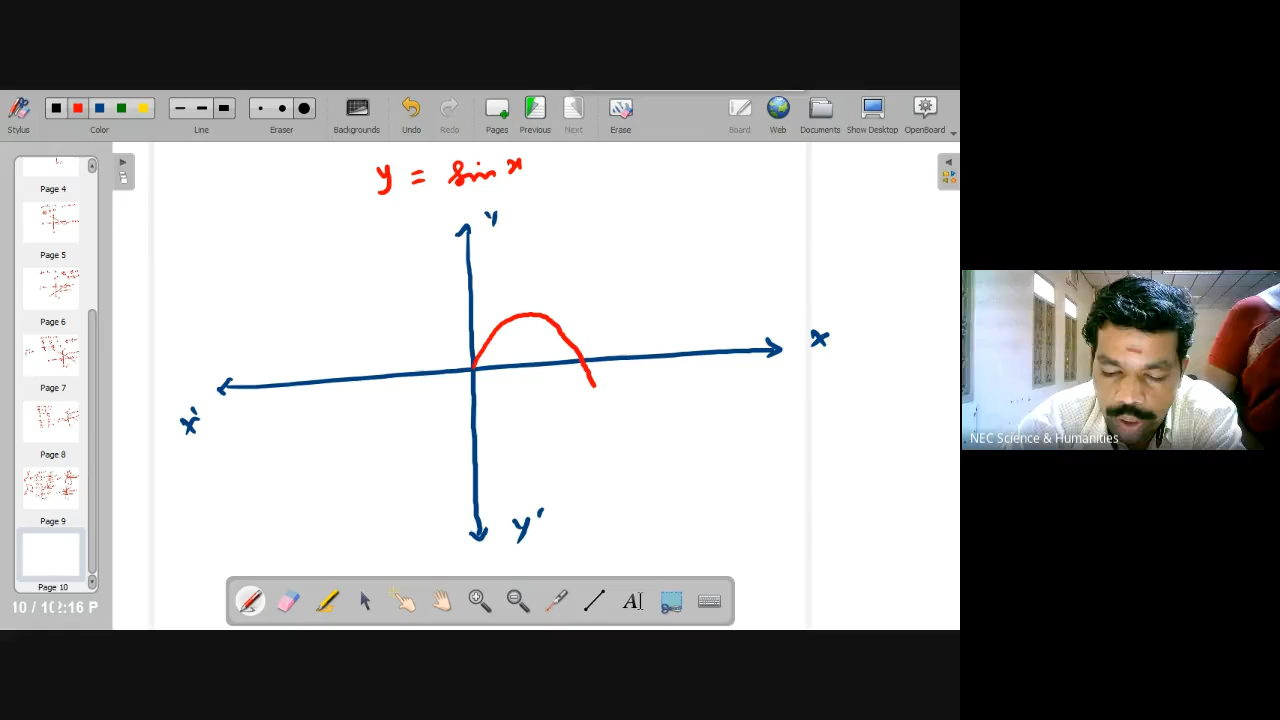 Stylus
Color
Line
Eraser
Backgrounds
Undo
Redo
Pages
Previous
Next
Erase
Board
Web
Documents
Show Desktop
OpenBoard
Page 4
Page 5
Page 6
Page 7
Page 8
Page 9
Page 10
y = sin x
Y
X
X'
Y'
NEC Science & Humanities